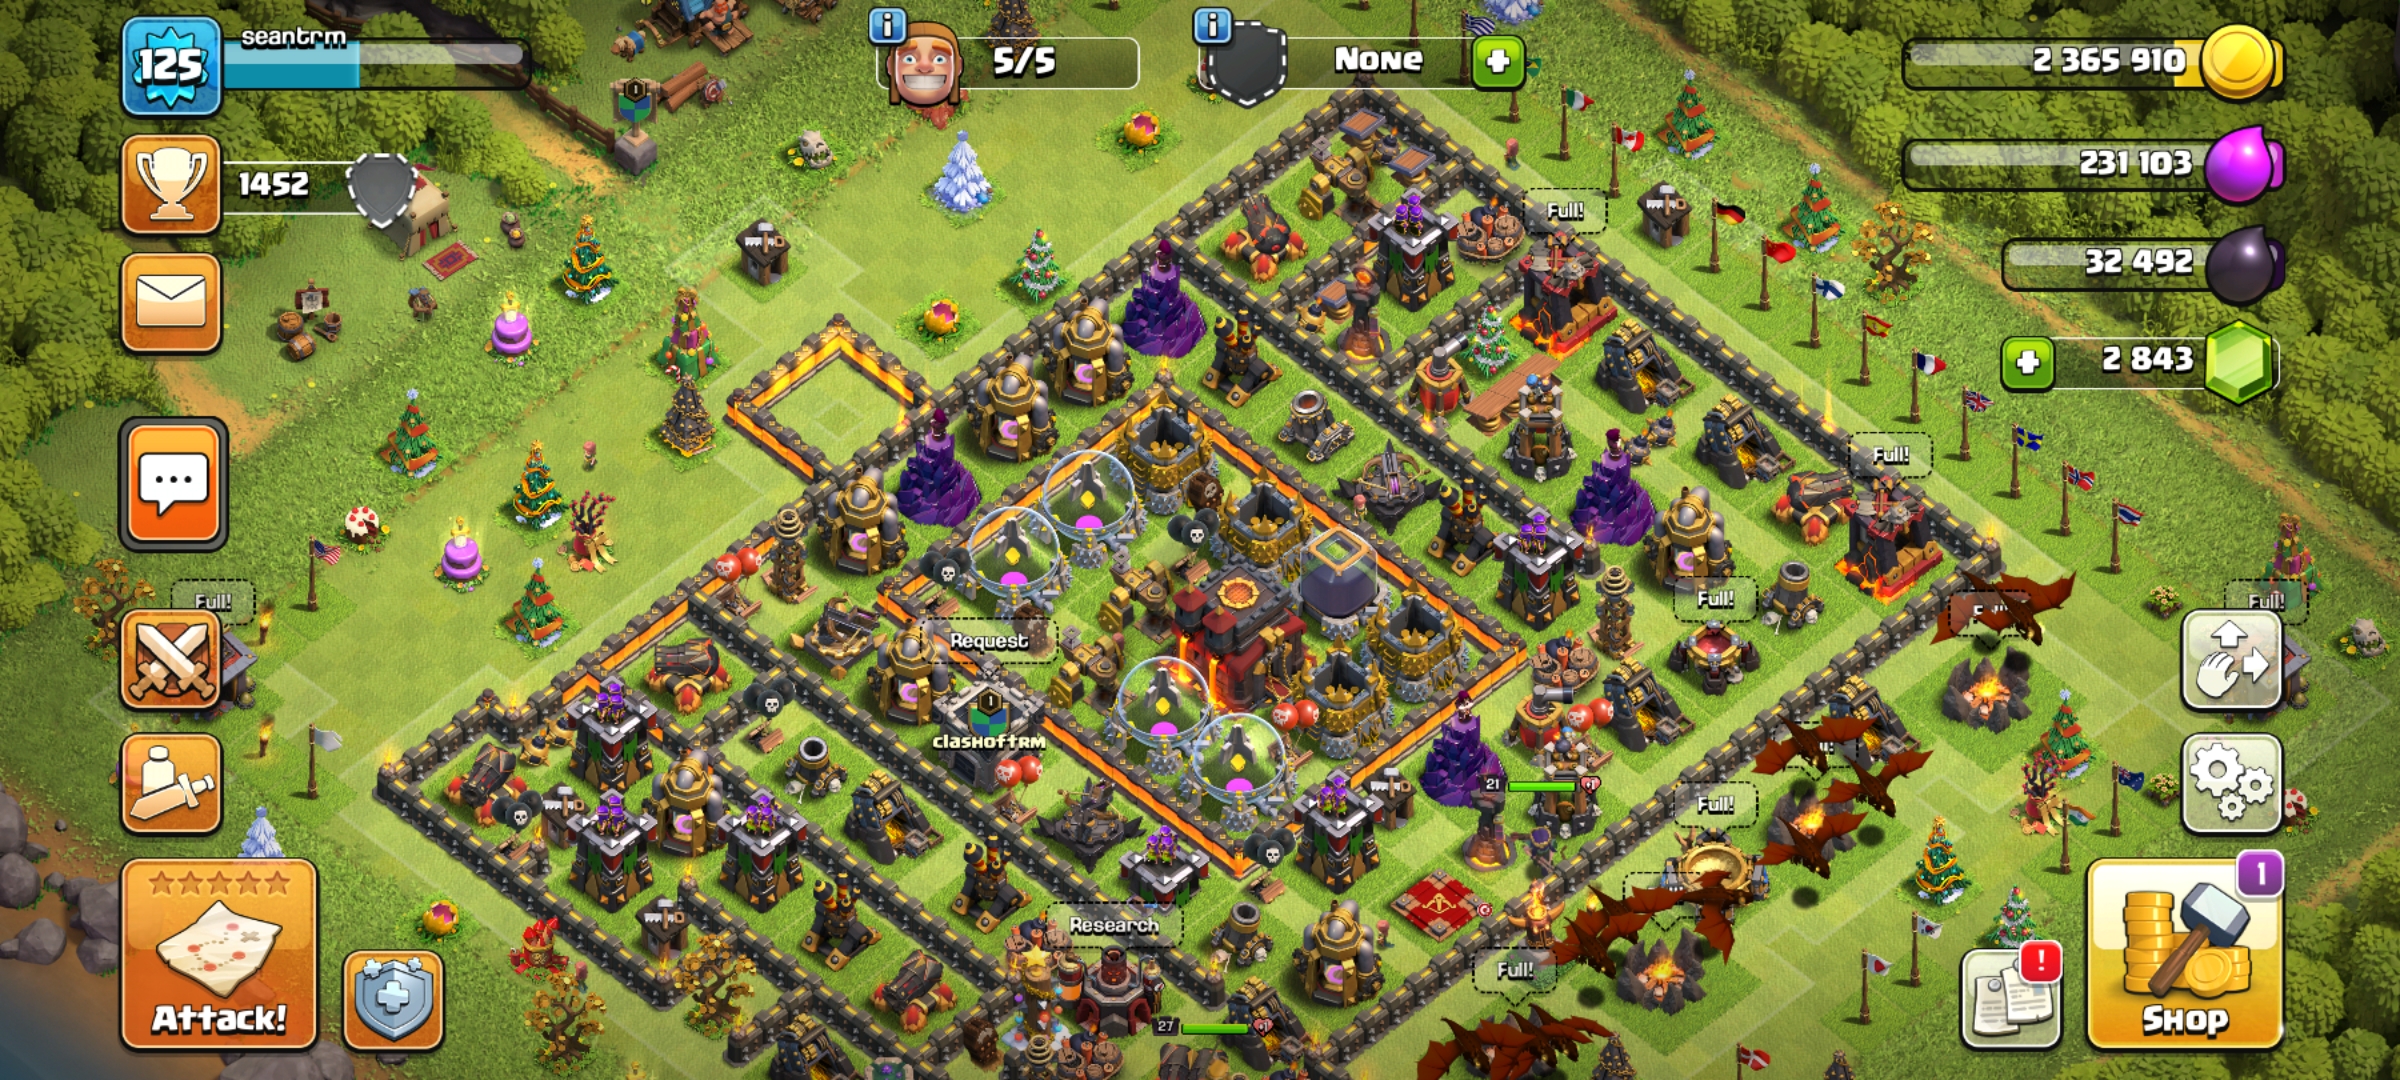 125
seantrm
5/5
None
2 365 910
1452
231 103
32 492
2 843
Full!
Full!
Full!
Full!
Full!
Request
clashoftrm
21
Full!
Research
Full!
27
Attack!
1
!
Shop